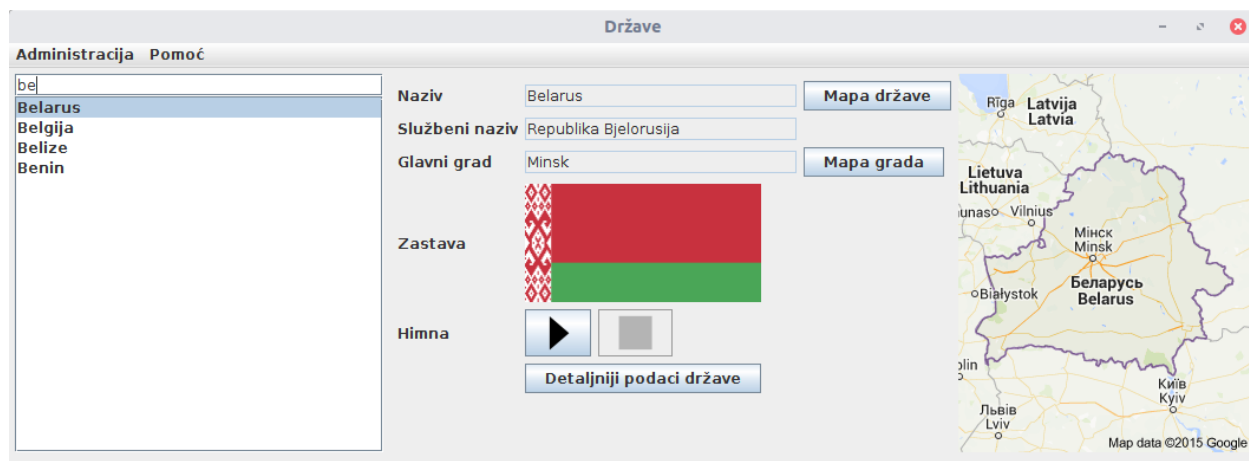 Države
Administracija Pomoć
be
Belarus
Belgija
Belize
Benin
Naziv Belarus Mapa države
Službeni naziv Republika Bjelorusija
Glavni grad Minsk Mapa grada
Zastava
Himna
Detaljniji podaci države
Rīga Latvija
Latvia
Lietuva
Lithuania
unas Vilnius
Мінск
Minsk
Białystok
Беларусь
Belarus
blin
Київ
Kyiv
Львів
Lviv
Map data ©2015 Google